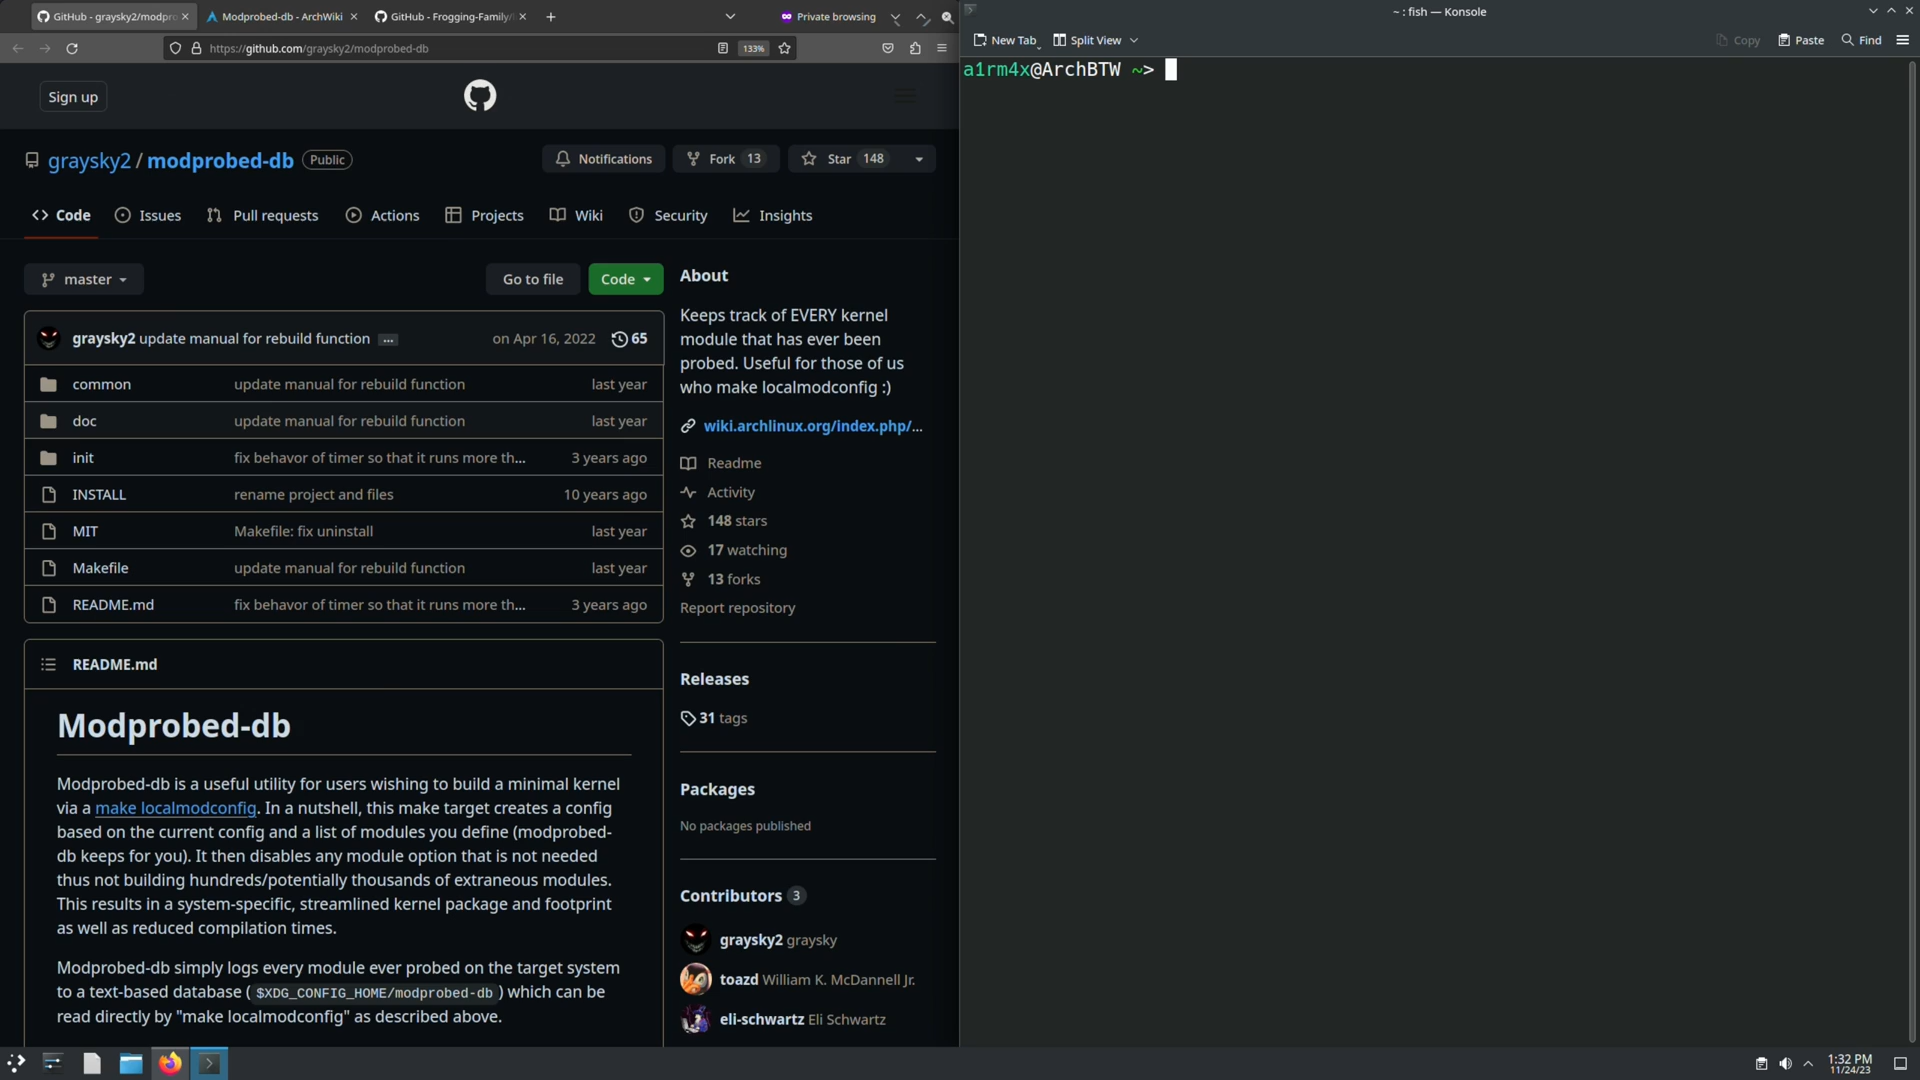 GitHub - graysky2/modpro
Modprobed-db - ArchWiki
GitHub - Frogging-Family/
Private browsing
https://github.com/graysky2/modprobed-db
133%
Sign up
graysky2 / modprobed-db
Public
Notifications
Fork 13
Star 148
Code
Issues
Pull requests
Actions
Projects
Wiki
Security
Insights
master
Go to file
Code
graysky2 update manual for rebuild function ...
on Apr 16, 2022
65
common update manual for rebuild function last year
doc update manual for rebuild function last year
init fix behavor of timer so that it runs more th... 3 years ago
INSTALL rename project and files 10 years ago
MIT Makefile: fix uninstall last year
Makefile update manual for rebuild function last year
README.md fix behavor of timer so that it runs more th... 3 years ago
README.md
Modprobed-db
Modprobed-db is a useful utility for users wishing to build a minimal kernel
via a make localmodconfig. In a nutshell, this make target creates a config
based on the current config and a list of modules you define (modprobed-
db keeps for you). It then disables any module option that is not needed
thus not building hundreds/potentially thousands of extraneous modules.
This results in a system-specific, streamlined kernel package and footprint
as well as reduced compilation times.
Modprobed-db simply logs every module ever probed on the target system
to a text-based database ( $XDG_CONFIG_HOME/modprobed-db ) which can be
read directly by "make localmodconfig" as described above.
About
Keeps track of EVERY kernel
module that has ever been
probed. Useful for those of us
who make localmodconfig :)
wiki.archlinux.org/index.php/...
Readme
Activity
148 stars
17 watching
13 forks
Report repository
Releases
31 tags
Packages
No packages published
Contributors 3
graysky2 graysky
toazd William K. McDannell Jr.
eli-schwartz Eli Schwartz
~ : fish — Konsole
New Tab
Split View
Copy
Paste
Find
a1rm4x@ArchBTW ~>
1:32 PM
11/24/23